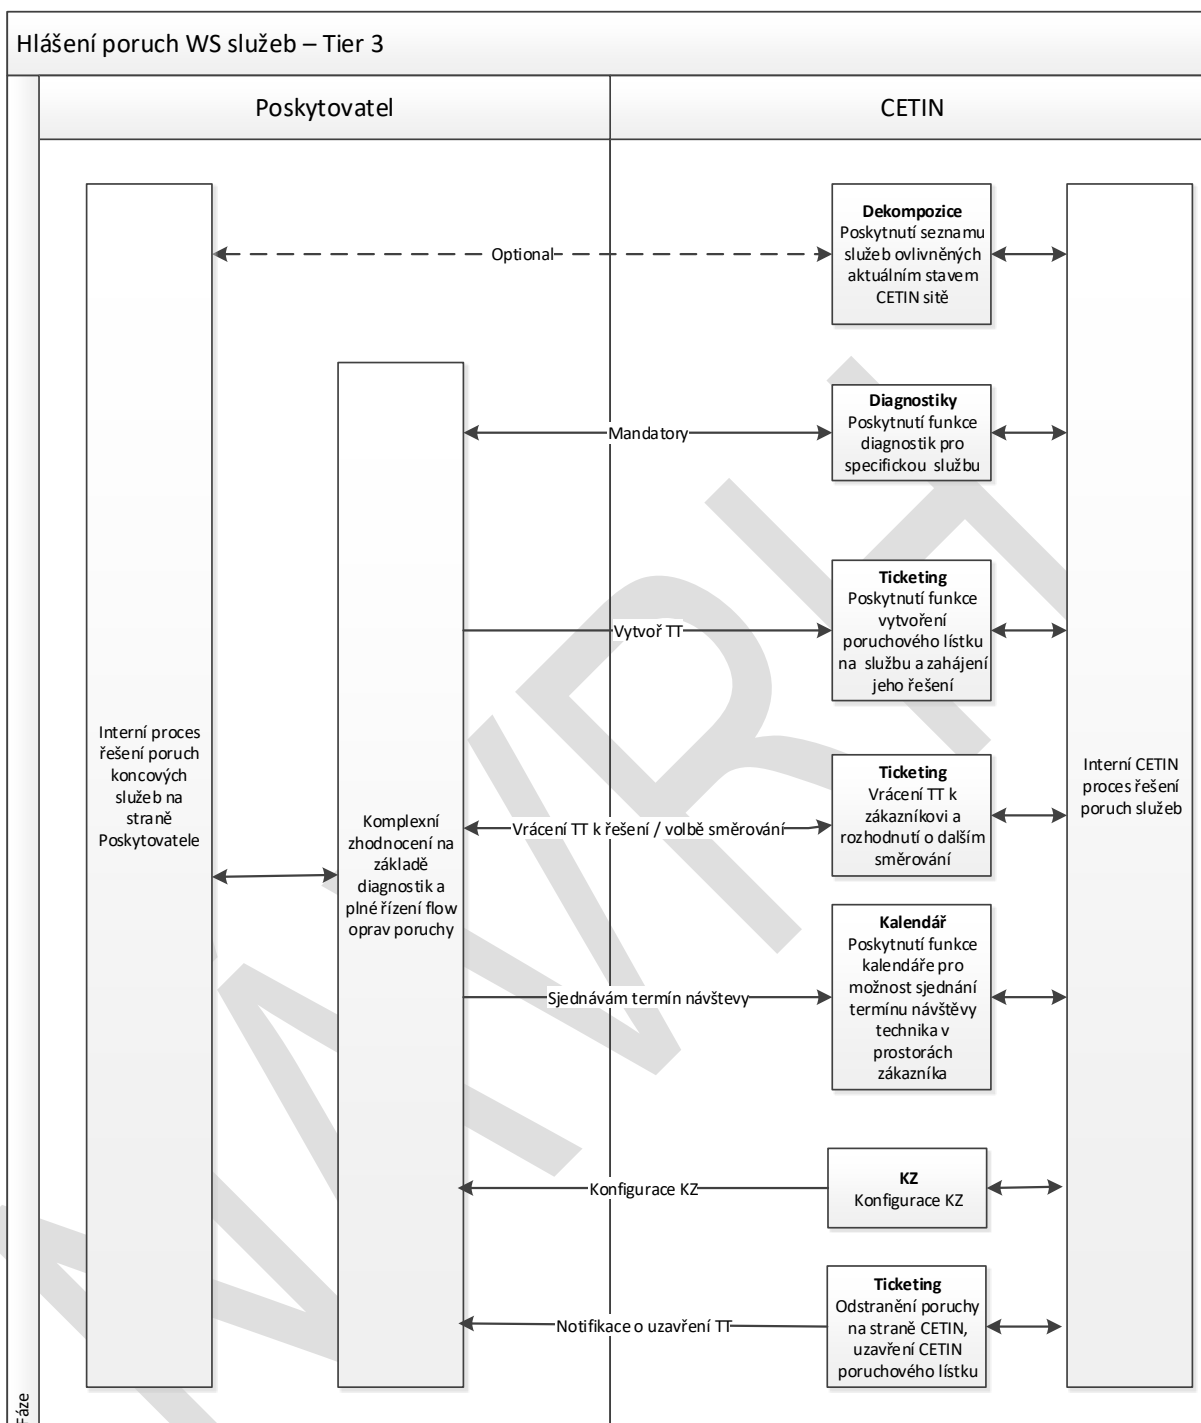 Hlášení poruch WS služeb – Tier 3
Poskytovatel
CETIN
Dekompozice
Poskytnutí seznamu
služeb ovlivněných
aktuálním stavem
CETIN sítě
Optional
Diagnostiky
Poskytnutí funkce
diagnostik pro
specifickou službu
Mandatory
Ticketing
Poskytnutí funkce
vytvoření
poruchového lístku
na službu a zahájení
jeho řešení
Vytvoř TT
Interní proces
řešení poruch
koncových
služeb na
straně
Poskytovatele
Komplexní
zhodnocení na
základě
diagnostik a
plné řízení flow
oprav poruchy
Vrácení TT k řešení / volbě směrování
Ticketing
Vrácení TT k
zákazníkovi a
rozhodnutí o dalším
směrování
Interní CETIN
proces řešení
poruch služeb
Kalendář
Poskytnutí funkce
kalendáře pro
možnost sjednání
termínu návštěvy
technika v
prostorách
zákazníka
Sjednávám termín návštevy
KZ
Konfigurace KZ
Konfigurace KZ
Ticketing
Odstranění poruchy
na straně CETIN,
uzavření CETIN
poruchového lístku
Notifikace o uzavření TT
Fáze
NÁVRH